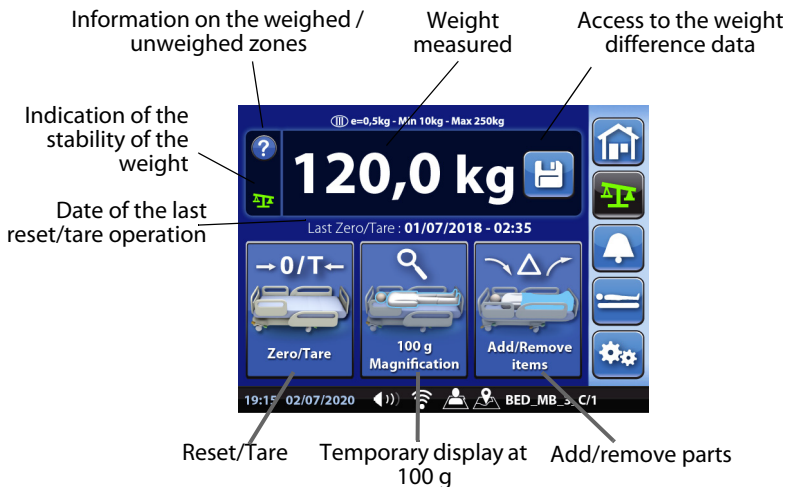 Information on the weighed /
unweighed zones
Weight
measured
Access to the weight
difference data
Indication of the
stability of the
weight
Date of the last
reset/tare operation
e=0,5kg - Min 10kg - Max 250kg
?
120,0 kg
Last Zero/Tare : 01/07/2018 - 02:35
→0/T←
Zero/Tare
100 g
Magnification
Add/Remove
items
19:15 02/07/2020
BED_MB_3_C/1
Reset/Tare
Temporary display at
100 g
Add/remove parts